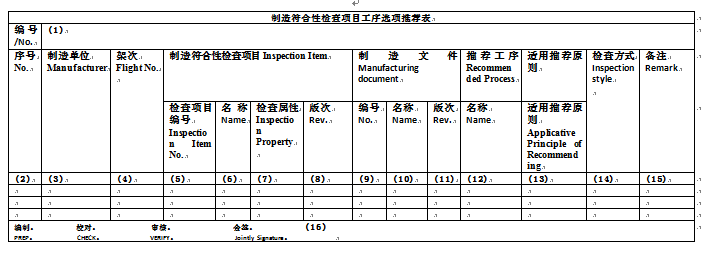 制造符合性检查项目工序选项推荐表
编号
/No.
(1)
序号
No.
制造单位
Manufacturer
架次
Flight No.
制造符合性检查项目 Inspection Item
制造文件
Manufacturing
document
推荐工序
Recommen
ded Process
适用推荐原
则
检查方式
Inspection
style
备注
Remark
检查项目
编号
Inspectio
n Item
No.
名称
Name
检查属性
Inspectio
n
Property
版次
Rev.
编号
No.
名称
Name
版次
Rev.
名称
Name
适用推荐原
则
Applicative
Principle of
Recommend
ing
(2) (3) (4) (5) (6) (7) (8) (9) (10) (11) (12) (13) (14) (15)
编制： 校对： 审核： 会签： (16)
PREP. CHECK. VERIFY. Jointly Signature.